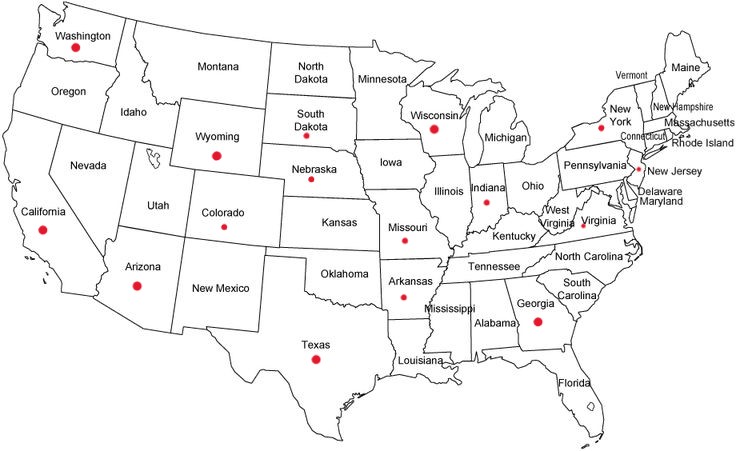 Washington
Montana
North
Dakota
Minnesota
Maine
Vermont
Oregon
Idaho
South
Dakota
Wisconsin
New
York
New Hampshire
Massachusetts
Wyoming
Michigan
Connecticut
Rhode Island
Nevada
Nebraska
Iowa
Pennsylvania
New Jersey
Utah
Colorado
Illinois
Indiana
Ohio
Delaware
Maryland
California
Kansas
Missouri
West
Virginia
Virginia
Kentucky
Arizona
New Mexico
Oklahoma
Arkansas
Tennessee
North Carolina
South
Carolina
Mississippi
Alabama
Georgia
Texas
Louisiana
Florida